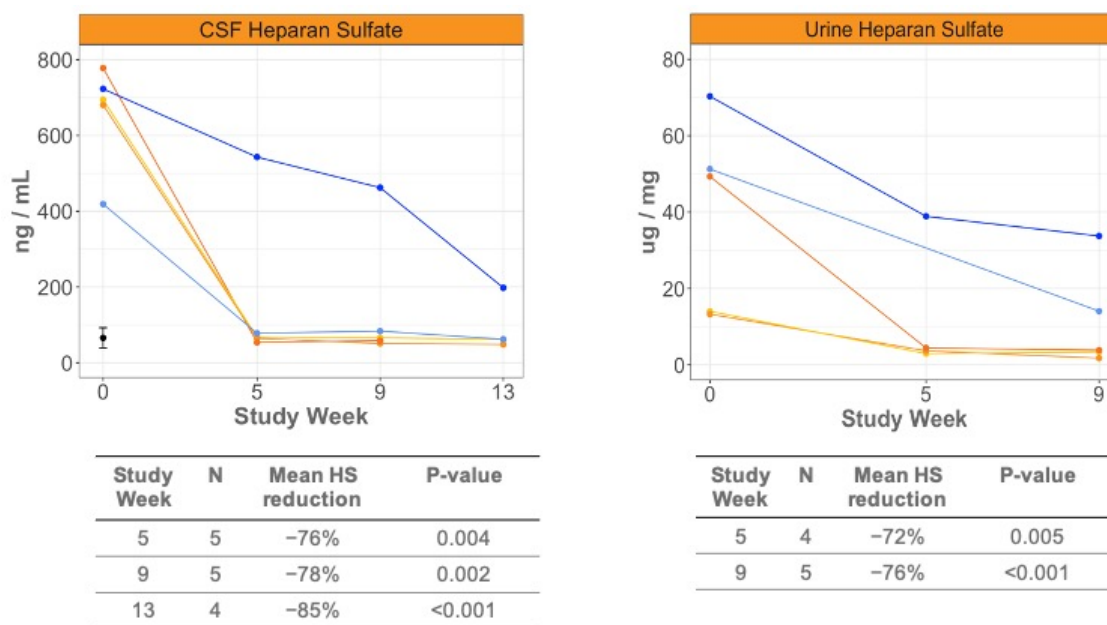 CSF Heparan Sulfate
800
600
400
200
0
ng / mL
0 5 9 13
Study Week
Study Week N Mean HS reduction P-value
5 5 −76% 0.004
9 5 −78% 0.002
13 4 −85% <0.001
Urine Heparan Sulfate
80
60
40
20
0
ug / mg
0 5 9
Study Week
Study Week N Mean HS reduction P-value
5 4 −72% 0.005
9 5 −76% <0.001